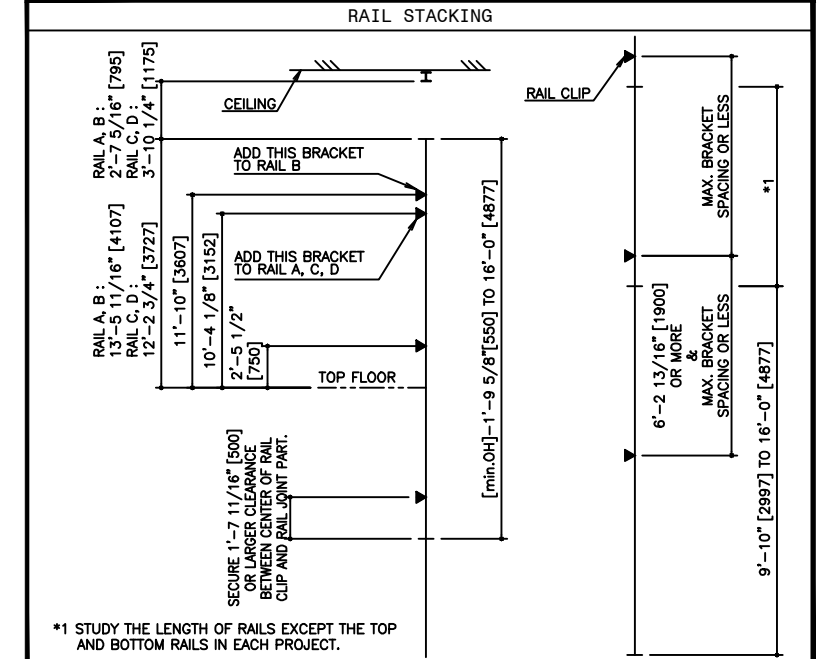 RAIL STACKING
RAIL A, B :
2'-7 5/16" [795]
RAIL C, D :
3'-10 1/4" [1175]
CEILING
ADD THIS BRACKET
TO RAIL B
ADD THIS BRACKET
TO RAIL A, C, D
RAIL A, B :
13'-5 11/16" [4107]
RAIL C, D :
12'-2 3/4" [3727]
11'-10" [3607]
10'-4 1/8" [3152]
2'-5 1/2"
[750]
TOP FLOOR
[min.OH]-1'-9 5/8"[550] TO 16'-0" [4877]
SECURE 1'-7 11/16" [500]
OR LARGER CLEARANCE
BETWEEN CENTER OF RAIL
CLIP AND RAIL JOINT PART.
RAIL CLIP
MAX. BRACKET
SPACING OR LESS
*1
6'-2 13/16" [1900]
OR MORE
&
MAX. BRACKET
SPACING OR LESS
9'-10" [2997] TO 16'-0" [4877]
*1 STUDY THE LENGTH OF RAILS EXCEPT THE TOP
AND BOTTOM RAILS IN EACH PROJECT.